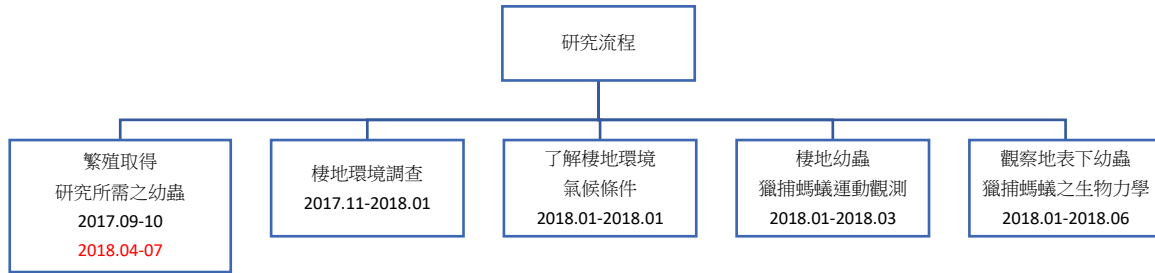 研究流程
繁殖取得
研究所需之幼蟲
2017.09-10
2018.04-07
棲地環境調查
2017.11-2018.01
了解棲地環境
氣候條件
2018.01-2018.01
棲地幼蟲
獵捕螞蟻運動觀測
2018.01-2018.03
觀察地表下幼蟲
獵捕螞蟻之生物力學
2018.01-2018.06